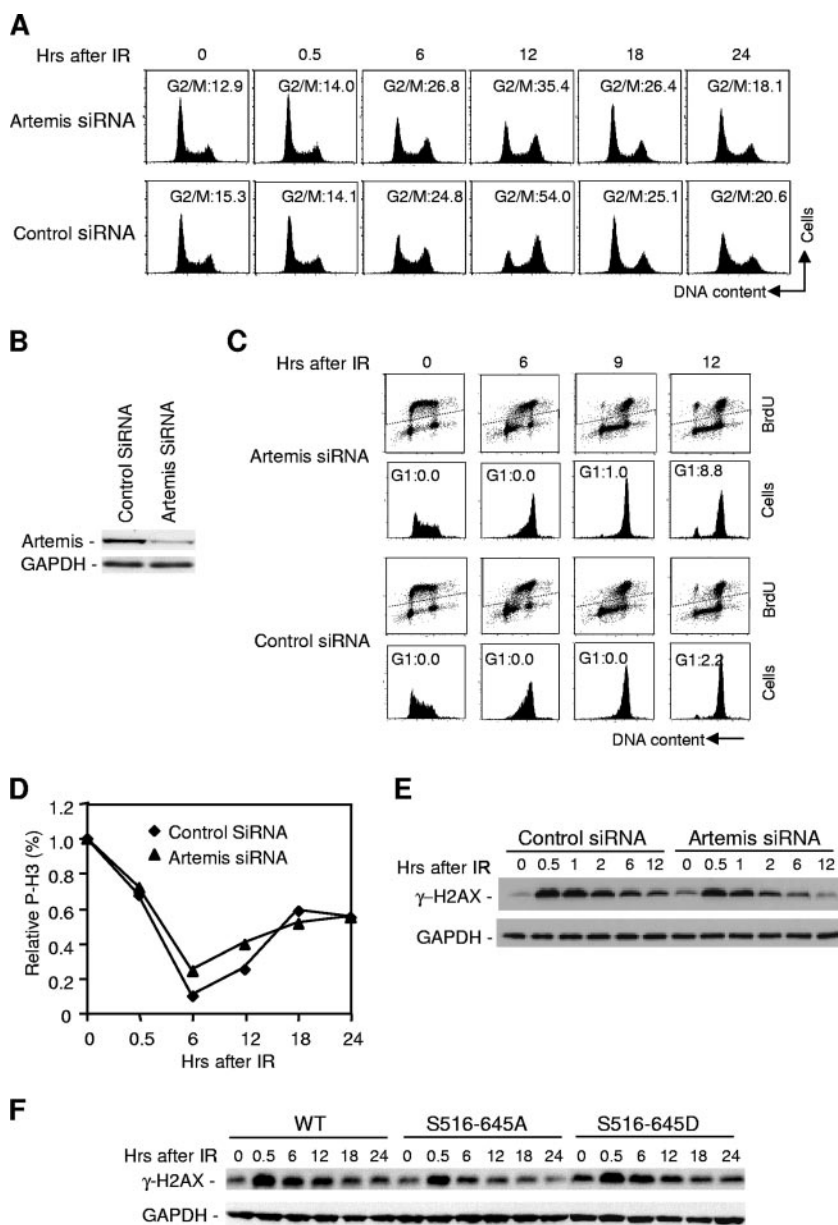 A
Hrs after IR 0 0.5 6 12 18 24
Artemis siRNA G2/M:12.9 G2/M:14.0 G2/M:26.8 G2/M:35.4 G2/M:26.4 G2/M:18.1
Control siRNA G2/M:15.3 G2/M:14.1 G2/M:24.8 G2/M:54.0 G2/M:25.1 G2/M:20.6
Cells
DNA content
B
Control SiRNA
Artemis SiRNA
Artemis -
GAPDH -
C
Hrs after IR 0 6 9 12
BrdU
Artemis siRNA
G1:0.0 G1:0.0 G1:1.0 G1:8.8
Cells
BrdU
Control siRNA
G1:0.0 G1:0.0 G1:0.0 G1:2.2
Cells
DNA content
D
Relative P-H3 (%)
1.2
1.0
0.8
0.6
0.4
0.2
0
Control SiRNA
Artemis siRNA
0 0.5 6 12 18 24
Hrs after IR
E
Control siRNA Artemis siRNA
Hrs after IR 0 0.5 1 2 6 12 0 0.5 1 2 6 12
γ-H2AX -
GAPDH -
F
WT S516-645A S516-645D
Hrs after IR 0 0.5 6 12 18 24 0 0.5 6 12 18 24 0 0.5 6 12 18 24
γ-H2AX -
GAPDH -